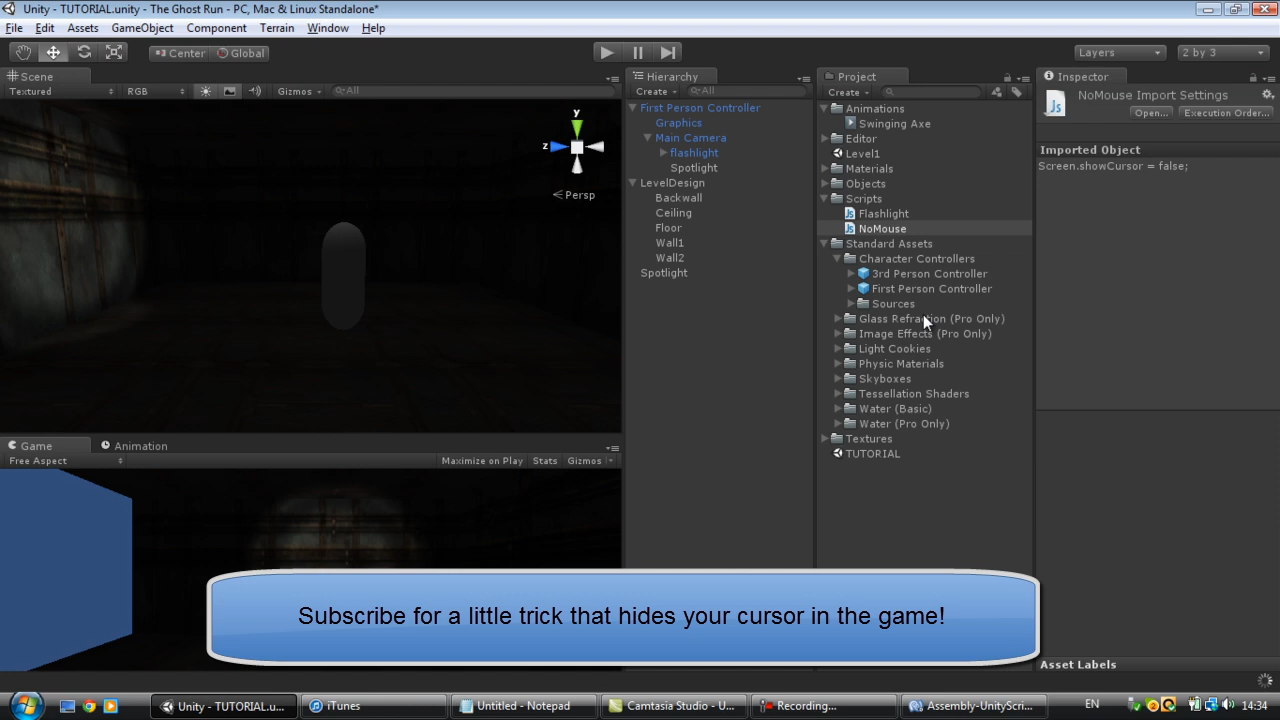 Unity - TUTORIAL.unity - The Ghost Run - PC, Mac & Linux Standalone*
File Edit Assets GameObject Component Terrain Window Help
Center Global Layers 2 by 3
Scene
Textured RGB Gizmos All
y
z
Persp
Game Animation
Free Aspect Maximize on Play Stats Gizmos
Hierarchy
Create All
First Person Controller
Graphics
Main Camera
flashlight
Spotlight
LevelDesign
Backwall
Ceiling
Floor
Wall1
Wall2
Spotlight
Project
Create
Animations
Swinging Axe
Editor
Level1
Materials
Objects
Scripts
Js Flashlight
Js NoMouse
Standard Assets
Character Controllers
3rd Person Controller
First Person Controller
Sources
Glass Refraction (Pro Only)
Image Effects (Pro Only)
Light Cookies
Physic Materials
Skyboxes
Tessellation Shaders
Water (Basic)
Water (Pro Only)
Textures
TUTORIAL
Inspector
Js NoMouse Import Settings
Open... Execution Order...
Imported Object
Screen.showCursor = false;
Asset Labels
Subscribe for a little trick that hides your cursor in the game!
Unity - TUTORIAL.u... iTunes Untitled - Notepad Camtasia Studio - U... Recording... Assembly-UnityScri... EN 14:34